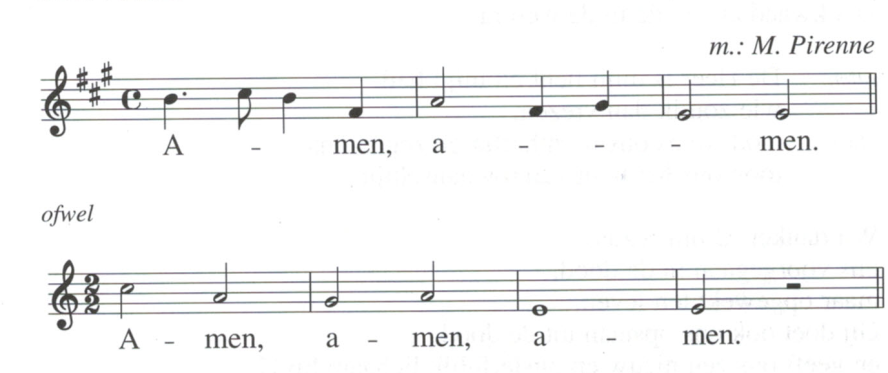 m.: M. Pirenne
A - men, a - - - men.
ofwel
A - men, a - men, a - men.